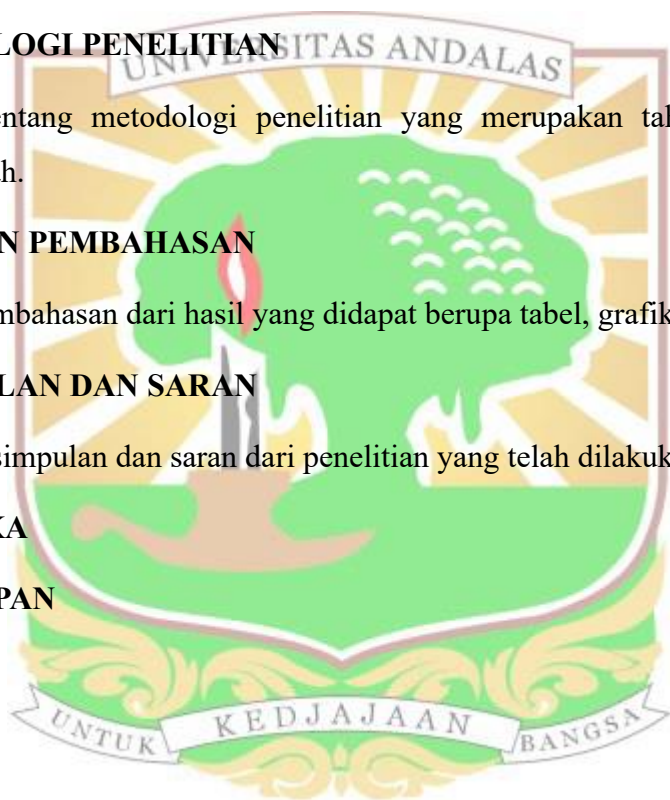 LOGI PENELITIAN
UNIVERSITAS ANDALAS
entang metodologi penelitian yang merupakan tah
h.
N PEMBAHASAN
mbahasan dari hasil yang didapat berupa tabel, grafik
LAN DAN SARAN
simpulan dan saran dari penelitian yang telah dilakuk
KA
PAN
UNTUK KEDJAJAAN BANGSA